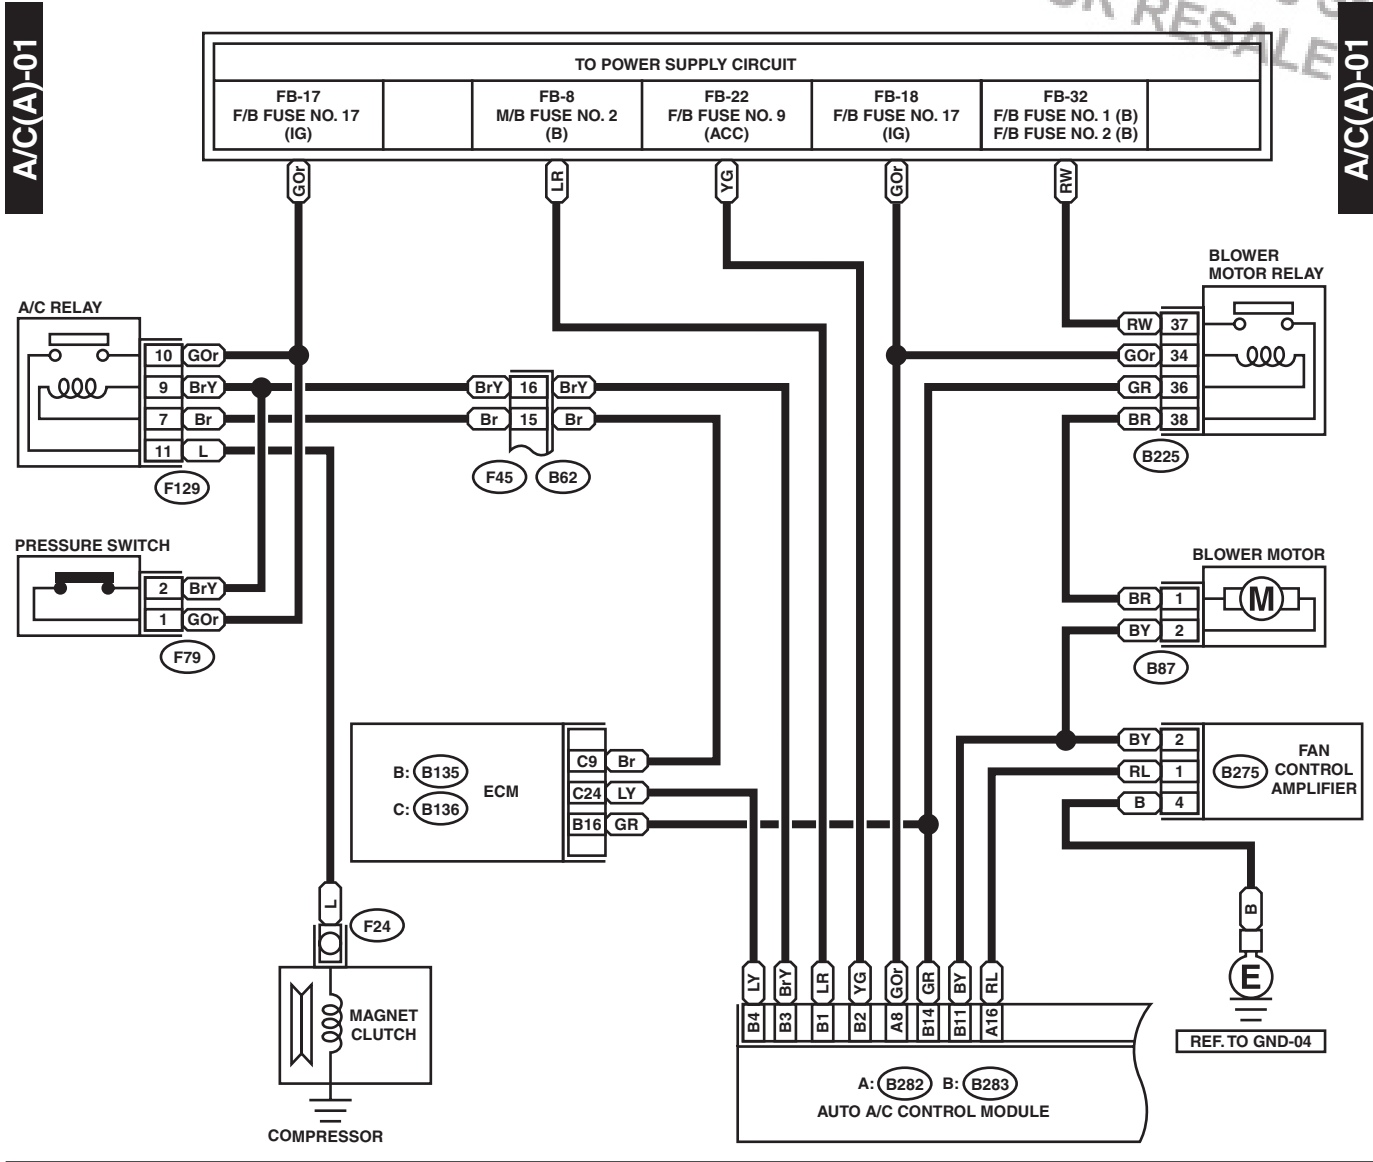 OR RESALE
A/C(A)-01
A/C(A)-01
TO POWER SUPPLY CIRCUIT
FB-17
F/B FUSE NO. 17
(IG)
FB-8
M/B FUSE NO. 2
(B)
FB-22
F/B FUSE NO. 9
(ACC)
FB-18
F/B FUSE NO. 17
(IG)
FB-32
F/B FUSE NO. 1 (B)
F/B FUSE NO. 2 (B)
GOr
LR
YG
GOr
RW
A/C RELAY
10 GOr
9 BrY
7 Br
11 L
F129
BrY 16 BrY
Br 15 Br
F45
B62
BLOWER
MOTOR RELAY
RW 37
GOr 34
GR 36
BR 38
B225
PRESSURE SWITCH
2 BrY
1 GOr
F79
BLOWER MOTOR
BR 1
BY 2
M
B87
B: B135
C: B136
ECM
C9 Br
C24 LY
B16 GR
BY 2
RL 1
B 4
B275
FAN
CONTROL
AMPLIFIER
L
F24
MAGNET
CLUTCH
COMPRESSOR
B
E
REF. TO GND-04
LY
BrY
LR
YG
GOr
GR
BY
RL
B4
B3
B1
B2
A8
B14
B11
A16
A: B282 B: B283
AUTO A/C CONTROL MODULE